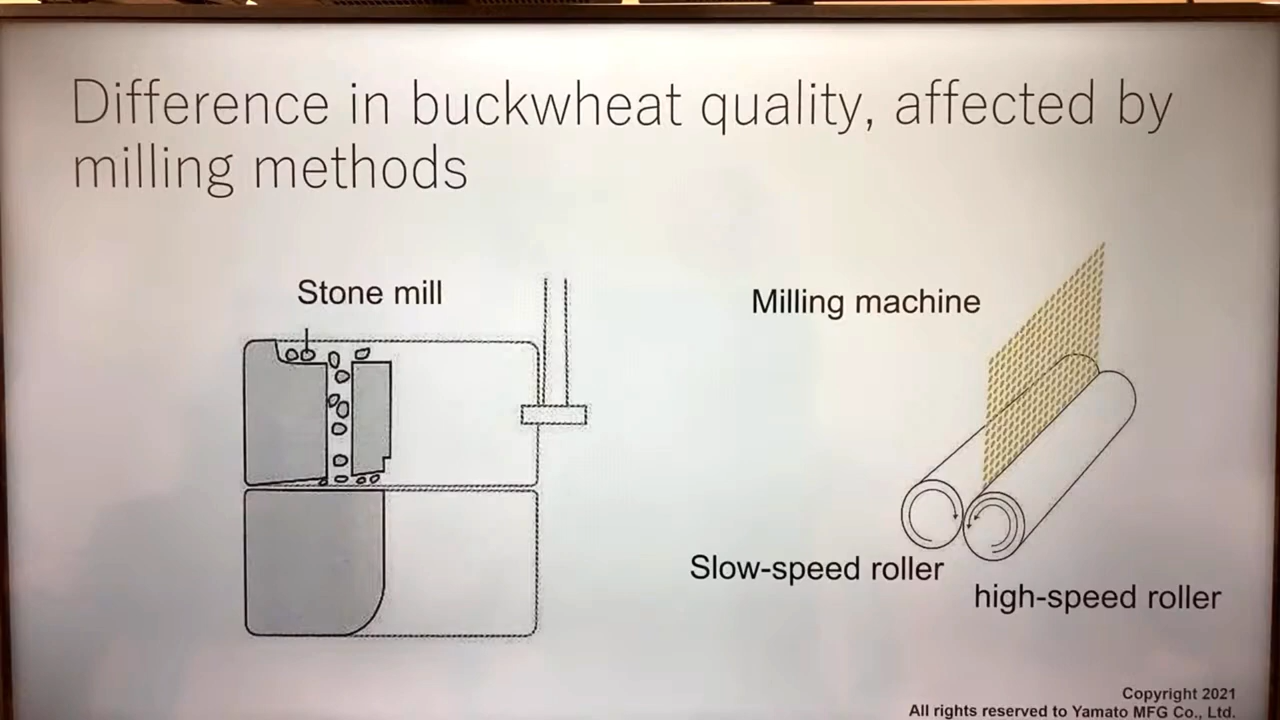 Difference in buckwheat quality, affected by
milling methods
Stone mill
Milling machine
Slow-speed roller
high-speed roller
Copyright 2021
All rights reserved to Yamato MFG Co., Ltd.